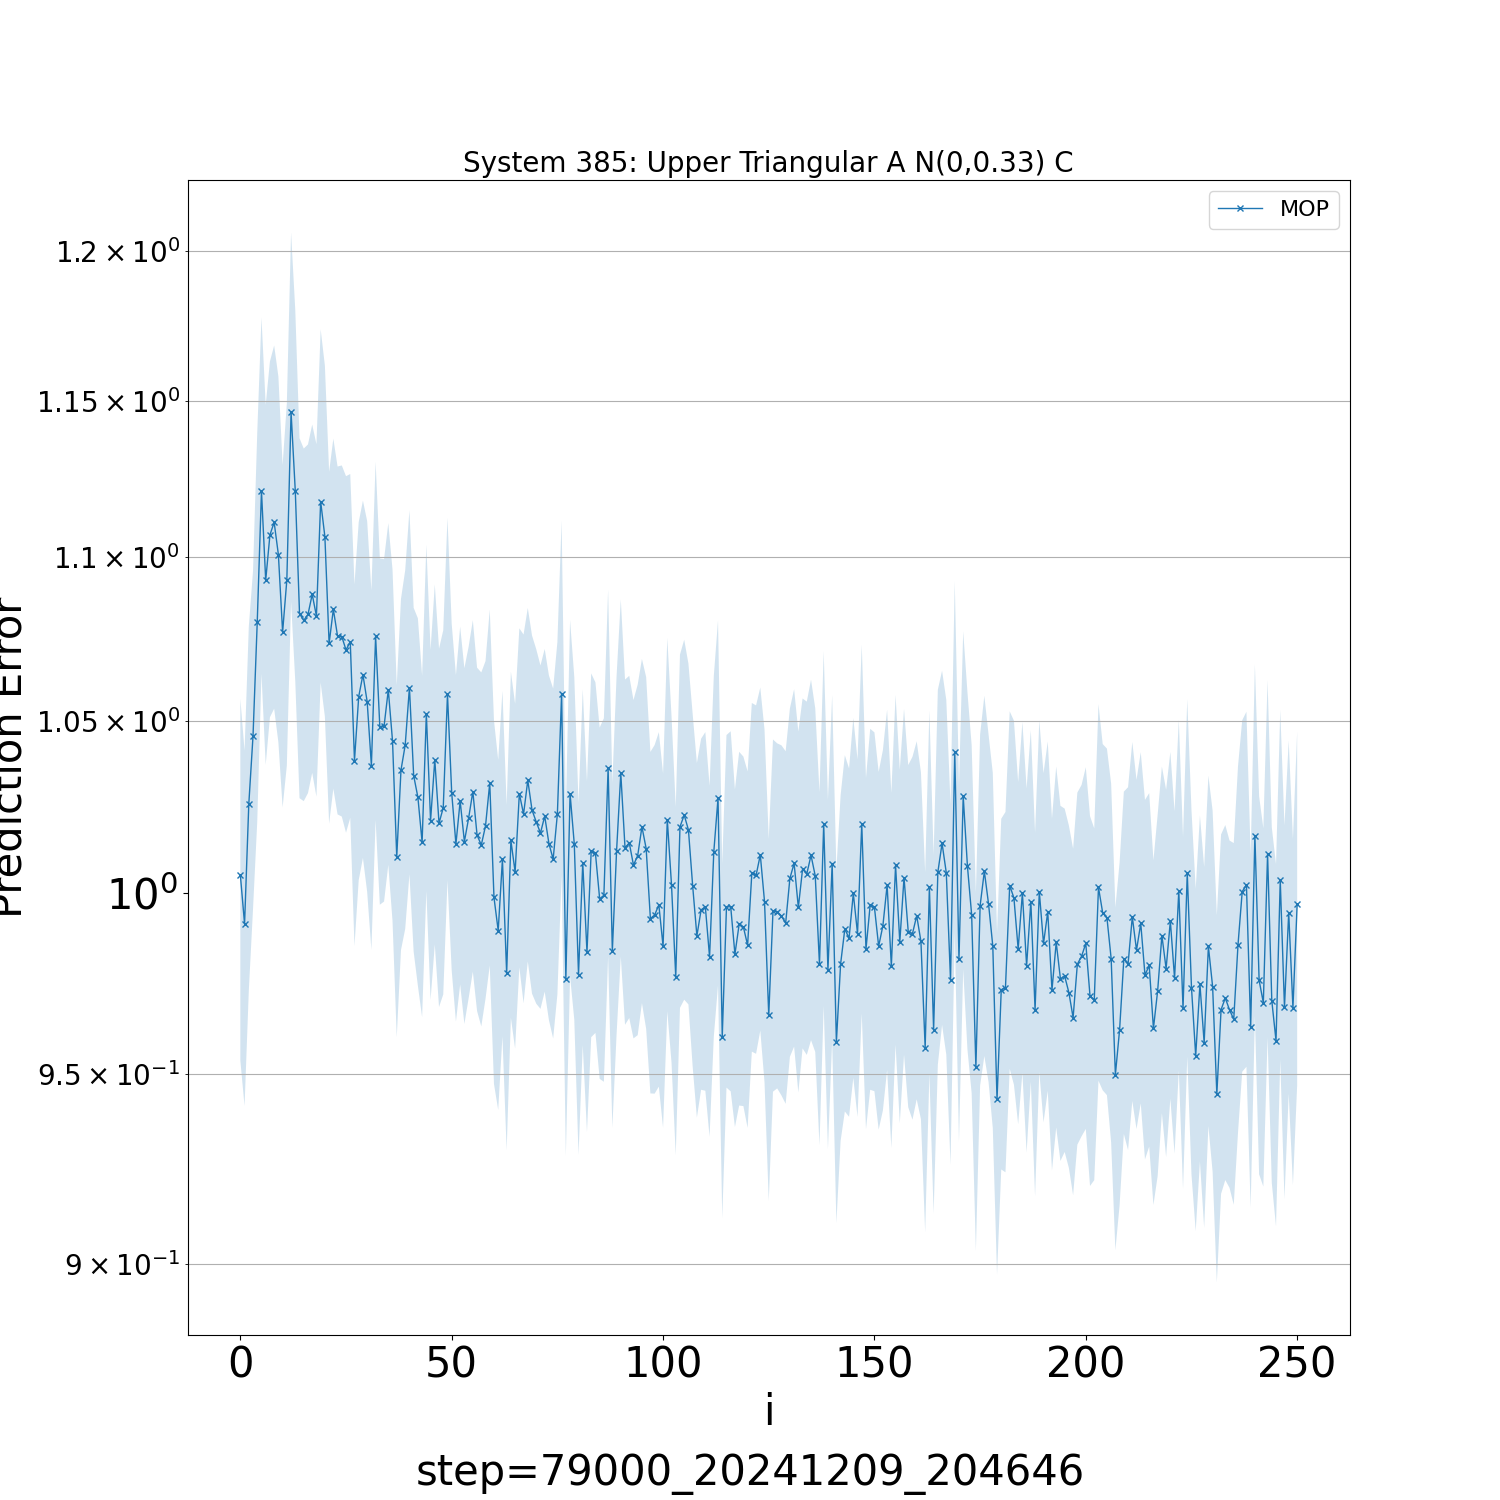 System 385: Upper Triangular A N(0,0.33) C
MOP
1.2 × 10⁰
1.15 × 10⁰
1.1 × 10⁰
1.05 × 10⁰
10⁰
9.5 × 10⁻¹
9 × 10⁻¹
Prediction Error
0 50 100 150 200 250
i
step=79000_20241209_204646